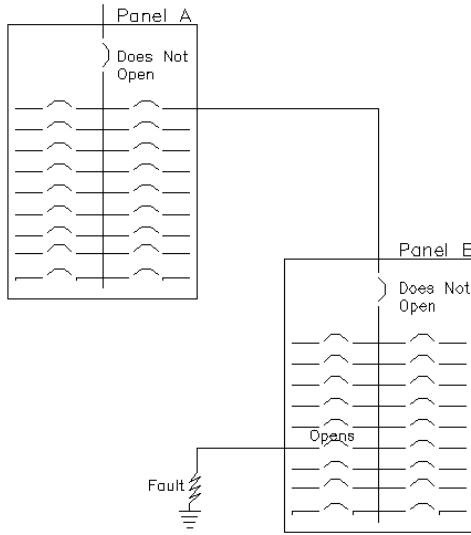 Panel A
Does Not
Open
Panel B
Does Not
Open
Opens
Fault